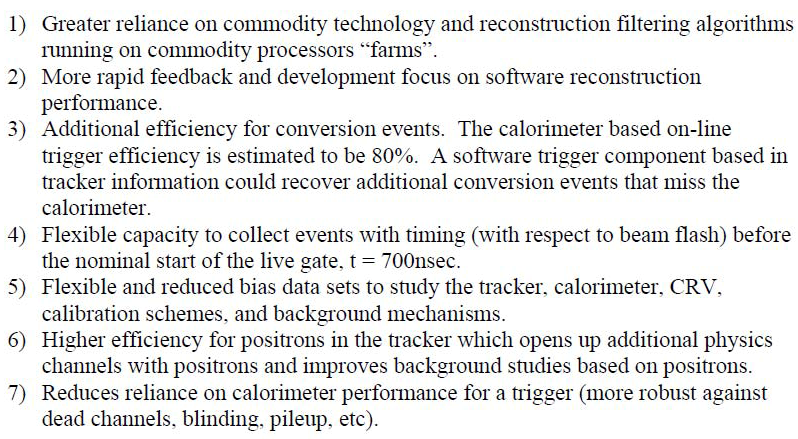 1) Greater reliance on commodity technology and reconstruction filtering algorithms
running on commodity processors “farms”.
2) More rapid feedback and development focus on software reconstruction
performance.
3) Additional efficiency for conversion events. The calorimeter based on-line
trigger efficiency is estimated to be 80%. A software trigger component based in
tracker information could recover additional conversion events that miss the
calorimeter.
4) Flexible capacity to collect events with timing (with respect to beam flash) before
the nominal start of the live gate, t = 700nsec.
5) Flexible and reduced bias data sets to study the tracker, calorimeter, CRV,
calibration schemes, and background mechanisms.
6) Higher efficiency for positrons in the tracker which opens up additional physics
channels with positrons and improves background studies based on positrons.
7) Reduces reliance on calorimeter performance for a trigger (more robust against
dead channels, blinding, pileup, etc).